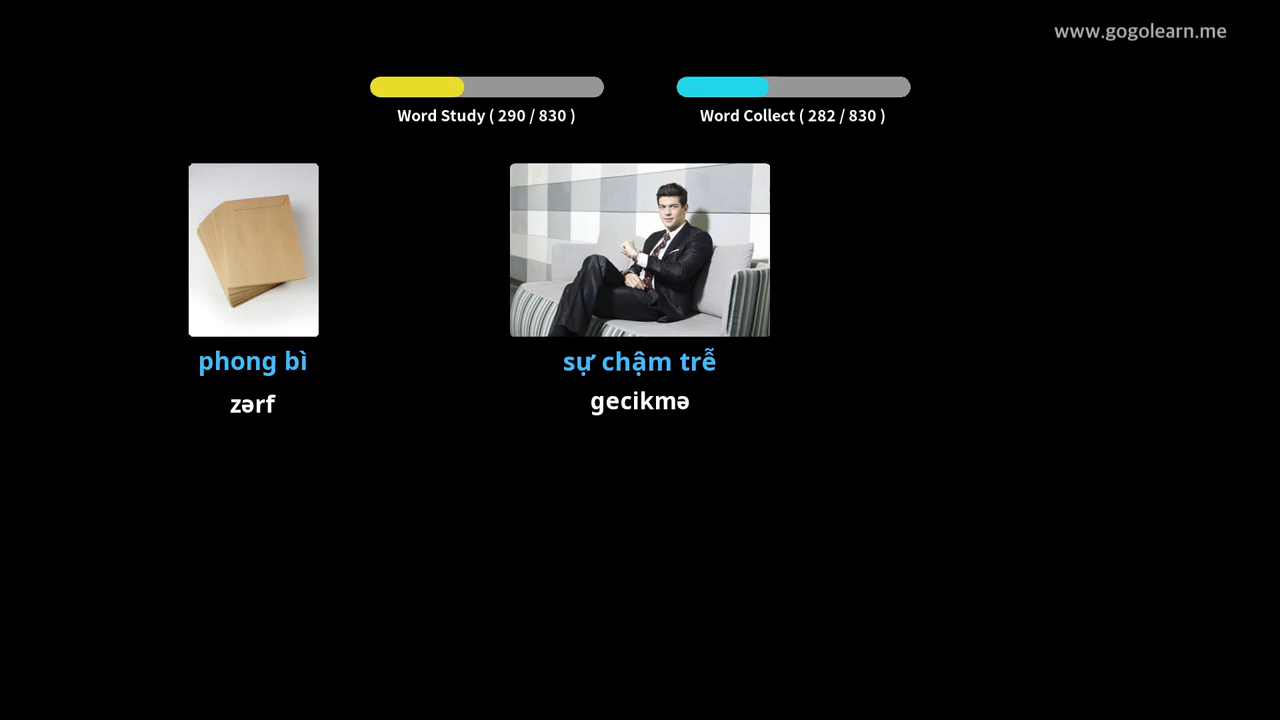 www.gogolearn.me
Word Study ( 290 / 830 )
Word Collect ( 282 / 830 )
phong bì
zərf
sự chậm trễ
gecikmə